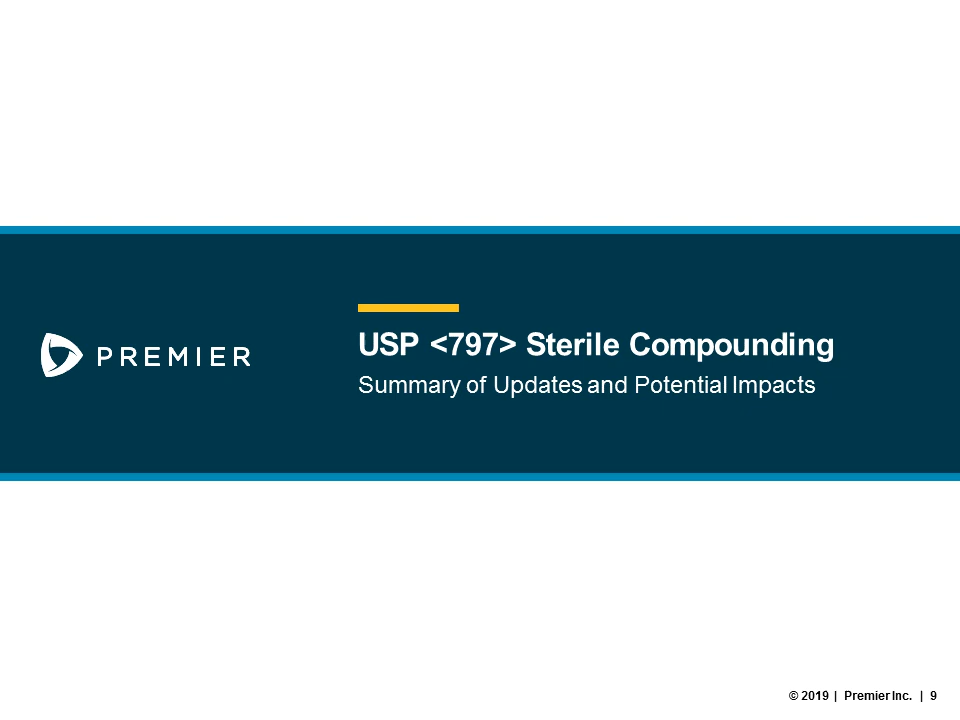 PREMIER
USP <797> Sterile Compounding
Summary of Updates and Potential Impacts
© 2019 | Premier Inc. | 9